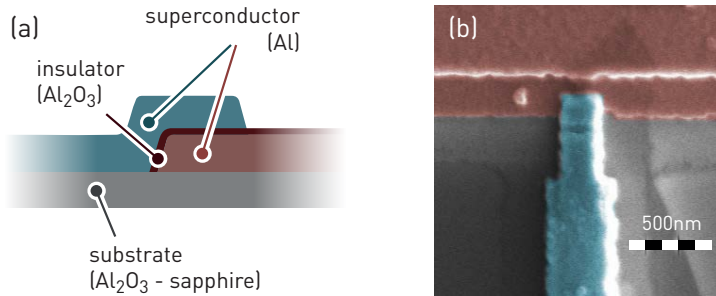 (a)
superconductor
(Al)
insulator
(Al₂O₃)
substrate
(Al₂O₃ - sapphire)
(b)
500nm